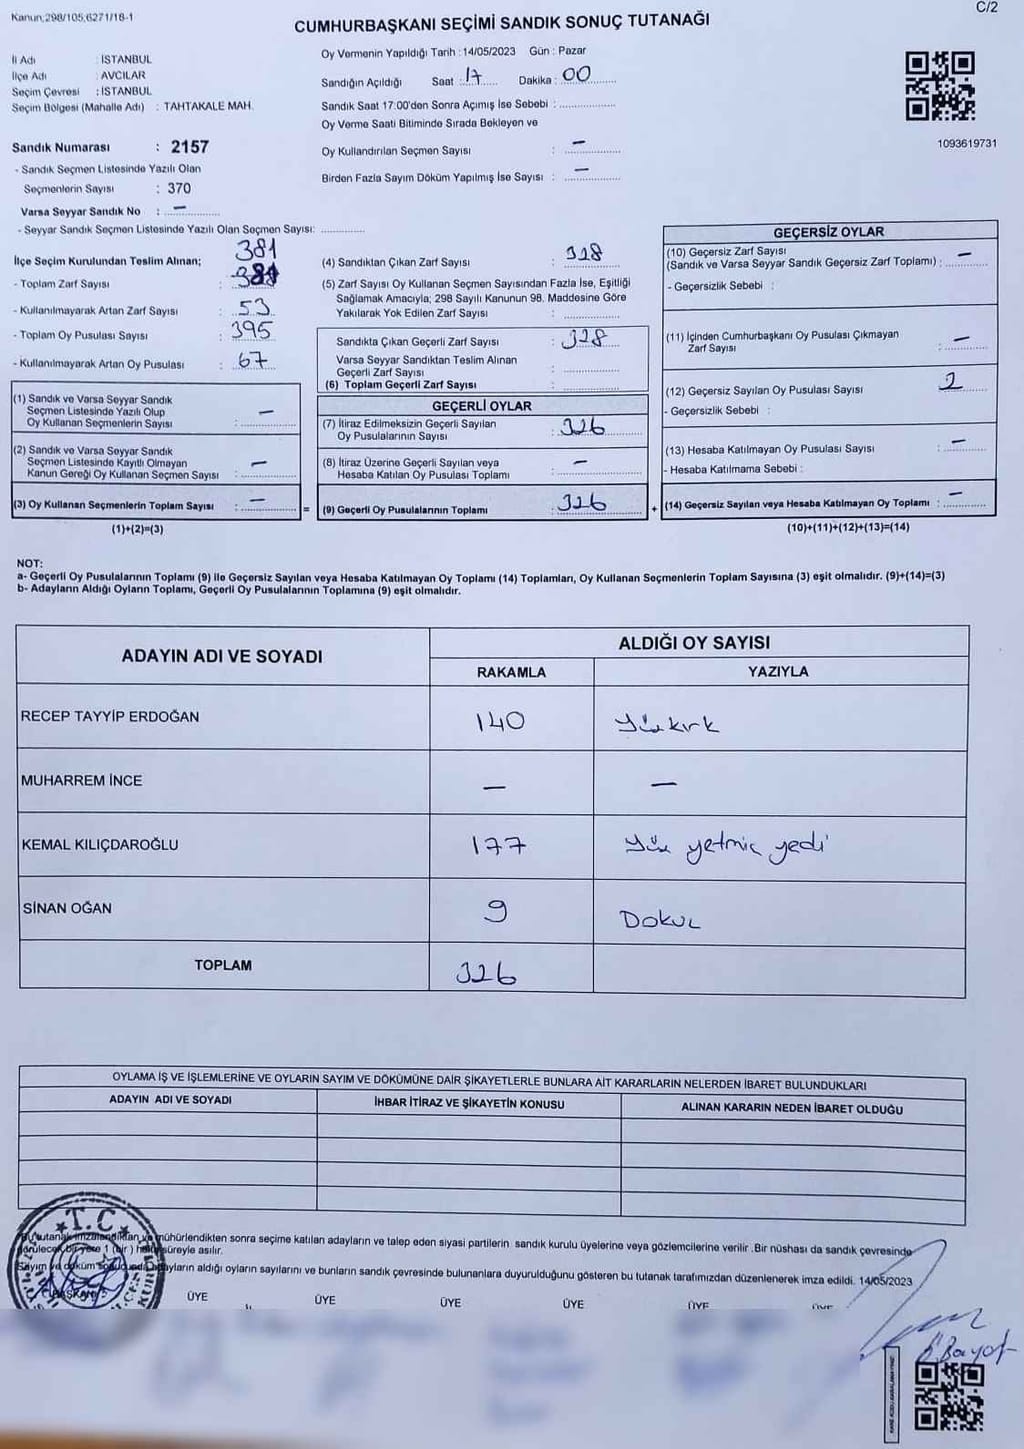 Kanun;298/105;6271/18-1
C/2
CUMHURBAŞKANI SEÇİMİ SANDIK SONUÇ TUTANAĞI
İl Adı : İSTANBUL
İlçe Adı : AVCILAR
Seçim Çevresi : İSTANBUL
Seçim Bölgesi (Mahalle Adı) : TAHTAKALE MAH.
Oy Vermenin Yapıldığı Tarih : 14/05/2023 Gün : Pazar
Sandığın Açıldığı Saat : 17 Dakika : 00
Sandık Saat 17:00'den Sonra Açımış İse Sebebi :
Oy Verme Saati Bitiminde Sırada Bekleyen ve
Oy Kullandırılan Seçmen Sayısı : –
Birden Fazla Sayım Döküm Yapılmış İse Sayısı : –
1093619731
Sandık Numarası : 2157
- Sandık Seçmen Listesinde Yazılı Olan
Seçmenlerin Sayısı : 370
Varsa Seyyar Sandık No : –
- Seyyar Sandık Seçmen Listesinde Yazılı Olan Seçmen Sayısı:
İlçe Seçim Kurulundan Teslim Alınan;
381
- Toplam Zarf Sayısı :
- Kullanılmayarak Artan Zarf Sayısı : 53
- Toplam Oy Pusulası Sayısı : 395
- Kullanılmayarak Artan Oy Pusulası : 67
(1) Sandık ve Varsa Seyyar Sandık
Seçmen Listesinde Yazılı Olup
Oy Kullanan Seçmenlerin Sayısı : –
(2) Sandık ve Varsa Seyyar Sandık
Seçmen Listesinde Kayıtlı Olmayan
Kanun Gereği Oy Kullanan Seçmen Sayısı : –
(3) Oy Kullanan Seçmenlerin Toplam Sayısı : –
(1)+(2)=(3)
(4) Sandıktan Çıkan Zarf Sayısı : 328
(5) Zarf Sayısı Oy Kullanan Seçmen Sayısından Fazla İse, Eşitliği
Sağlamak Amacıyla; 298 Sayılı Kanunun 98. Maddesine Göre
Yakılarak Yok Edilen Zarf Sayısı :
Sandıkta Çıkan Geçerli Zarf Sayısı : 328
Varsa Seyyar Sandıktan Teslim Alınan
Geçerli Zarf Sayısı :
(6) Toplam Geçerli Zarf Sayısı :
GEÇERLİ OYLAR
(7) İtiraz Edilmeksizin Geçerli Sayılan
Oy Pusulalarının Sayısı : 326
(8) İtiraz Üzerine Geçerli Sayılan veya
Hesaba Katılan Oy Pusulası Toplamı : –
= (9) Geçerli Oy Pusulalarının Toplamı : 326 +
GEÇERSİZ OYLAR
(10) Geçersiz Zarf Sayısı
(Sandık ve Varsa Seyyar Sandık Geçersiz Zarf Toplamı) : –
- Geçersizlik Sebebi :
(11) İçinden Cumhurbaşkanı Oy Pusulası Çıkmayan
Zarf Sayısı : –
(12) Geçersiz Sayılan Oy Pusulası Sayısı : 2
- Geçersizlik Sebebi :
(13) Hesaba Katılmayan Oy Pusulası Sayısı : –
- Hesaba Katılmama Sebebi :
(14) Geçersiz Sayılan veya Hesaba Katılmayan Oy Toplamı : –
(10)+(11)+(12)+(13)=(14)
NOT:
a- Geçerli Oy Pusulalarının Toplamı (9) ile Geçersiz Sayılan veya Hesaba Katılmayan Oy Toplamı (14) Toplamları, Oy Kullanan Seçmenlerin Toplam Sayısına (3) eşit olmalıdır. (9)+(14)=(3)
b- Adayların Aldığı Oyların Toplamı, Geçerli Oy Pusulalarının Toplamına (9) eşit olmalıdır.
ADAYIN ADI VE SOYADI
ALDIĞI OY SAYISI
RAKAMLA YAZIYLA
RECEP TAYYİP ERDOĞAN 140 Yüzkırk
MUHARREM İNCE – –
KEMAL KILIÇDAROĞLU 177 Yüz yetmiş yedi
SİNAN OĞAN 9 Dokuz
TOPLAM 326
OYLAMA İŞ VE İŞLEMLERİNE VE OYLARIN SAYIM VE DÖKÜMÜNE DAİR ŞİKAYETLERLE BUNLARA AİT KARARLARIN NELERDEN İBARET BULUNDUKLARI
ADAYIN ADI VE SOYADI İHBAR İTİRAZ VE ŞİKAYETİN KONUSU ALINAN KARARIN NEDEN İBARET OLDUĞU
T.C.
Bu tutanak imzalandıktan ve mühürlendikten sonra seçime katılan adayların ve talep eden siyasi partilerin sandık kurulu üyelerine veya gözlemcilerine verilir. Bir nüshası da sandık çevresinde
görülecek bir yere 1 (bir) hafta süreyle asılır.
Sayım ve döküm sonucunda adayların aldığı oyların sayılarını ve bunların sandık çevresinde bulunanlara duyurulduğunu gösteren bu tutanak tarafımızdan düzenlenerek imza edildi. 14/05/2023
BAŞKAN ÜYE ÜYE ÜYE ÜYE ÜYE ÜYE